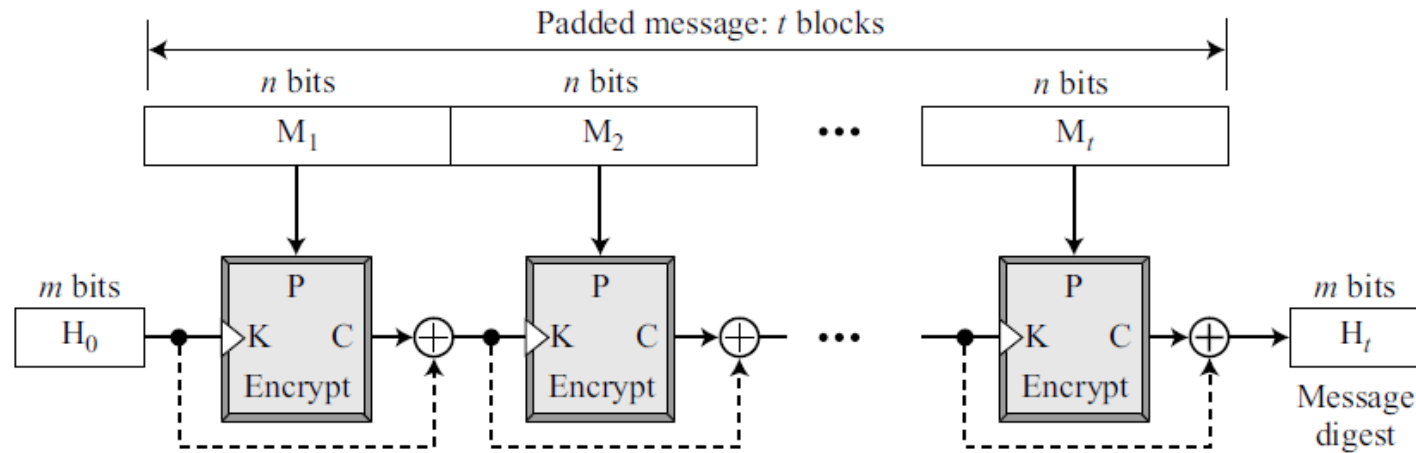 Padded message: t blocks
n bits n bits n bits
M₁ M₂ ••• Mₜ
P P P
m bits m bits
H₀ K C K C ••• K C Hₜ
Encrypt Encrypt Encrypt
Message
digest